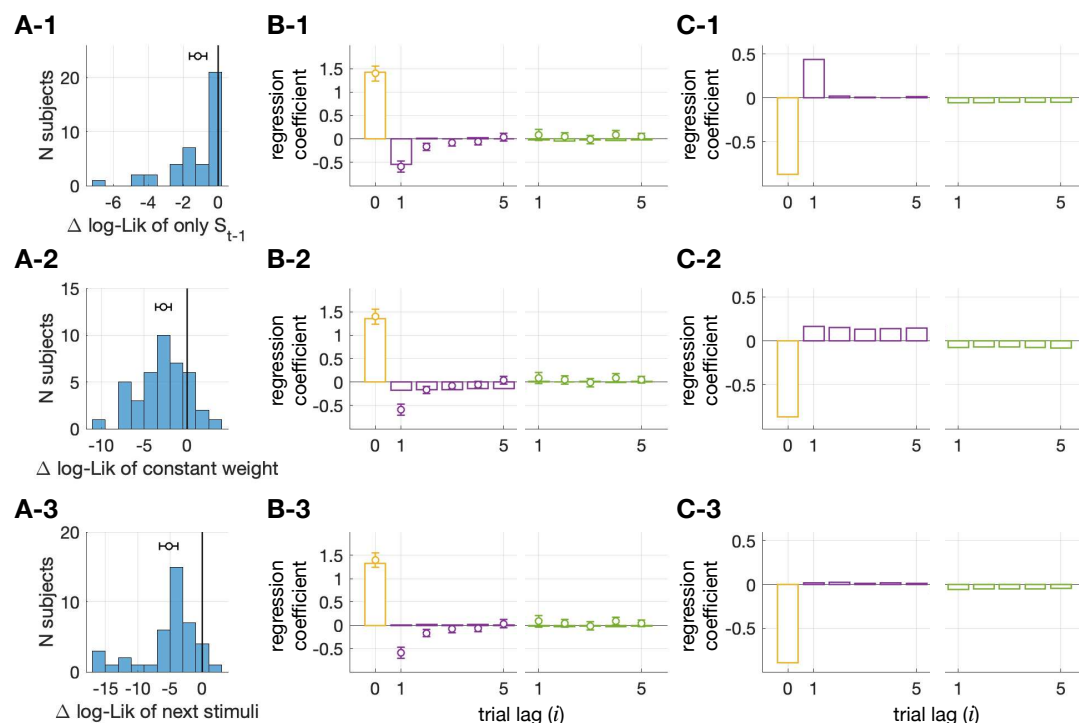 A-1
B-1
C-1
N subjects
20
10
0
-6
-4
-2
0
Δ log-Lik of only S_t-1
regression
coefficient
1.5
1
0.5
0
-0.5
0
1
5
1
5
regression
coefficient
0.5
0
-0.5
0
1
5
1
5
A-2
B-2
C-2
N subjects
15
10
5
0
-10
-5
0
Δ log-Lik of constant weight
regression
coefficient
1.5
1
0.5
0
-0.5
0
1
5
1
5
regression
coefficient
0.5
0
-0.5
0
1
5
1
5
A-3
B-3
C-3
N subjects
20
10
0
-15
-10
-5
0
Δ log-Lik of next stimuli
regression
coefficient
1.5
1
0.5
0
-0.5
0
1
5
1
5
trial lag (i)
regression
coefficient
0.5
0
-0.5
0
1
5
1
5
trial lag (i)